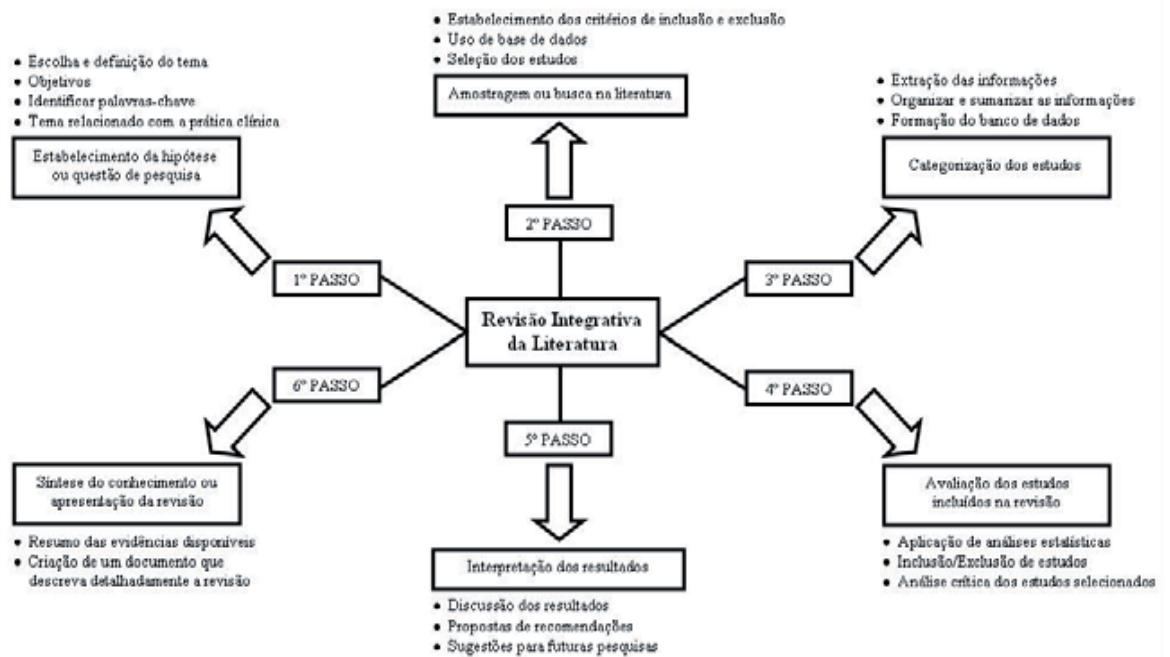 • Escolha e definição do tema
• Objetivos
• Identificar palavras-chave
• Tema relacionado com a prática clínica
Estabelecimento da hipótese
ou questão de pesquisa
1º PASSO
• Estabelecimento dos critérios de inclusão e exclusão
• Uso de base de dados
• Seleção dos estudos
Amostragem ou busca na literatura
2º PASSO
• Extração das informações
• Organizar e sumarizar as informações
• Formação do banco de dados
Categorização dos estudos
3º PASSO
Revisão Integrativa
da Literatura
4º PASSO
Avaliação dos estudos
incluídos na revisão
• Aplicação de análises estatísticas
• Inclusão/Exclusão de estudos
• Análise crítica dos estudos selecionados
5º PASSO
Interpretação dos resultados
• Discussão dos resultados
• Propostas de recomendações
• Sugestões para futuras pesquisas
6º PASSO
Síntese do conhecimento ou
apresentação da revisão
• Resumo das evidências disponíveis
• Criação de um documento que
descreva detalhadamente a revisão